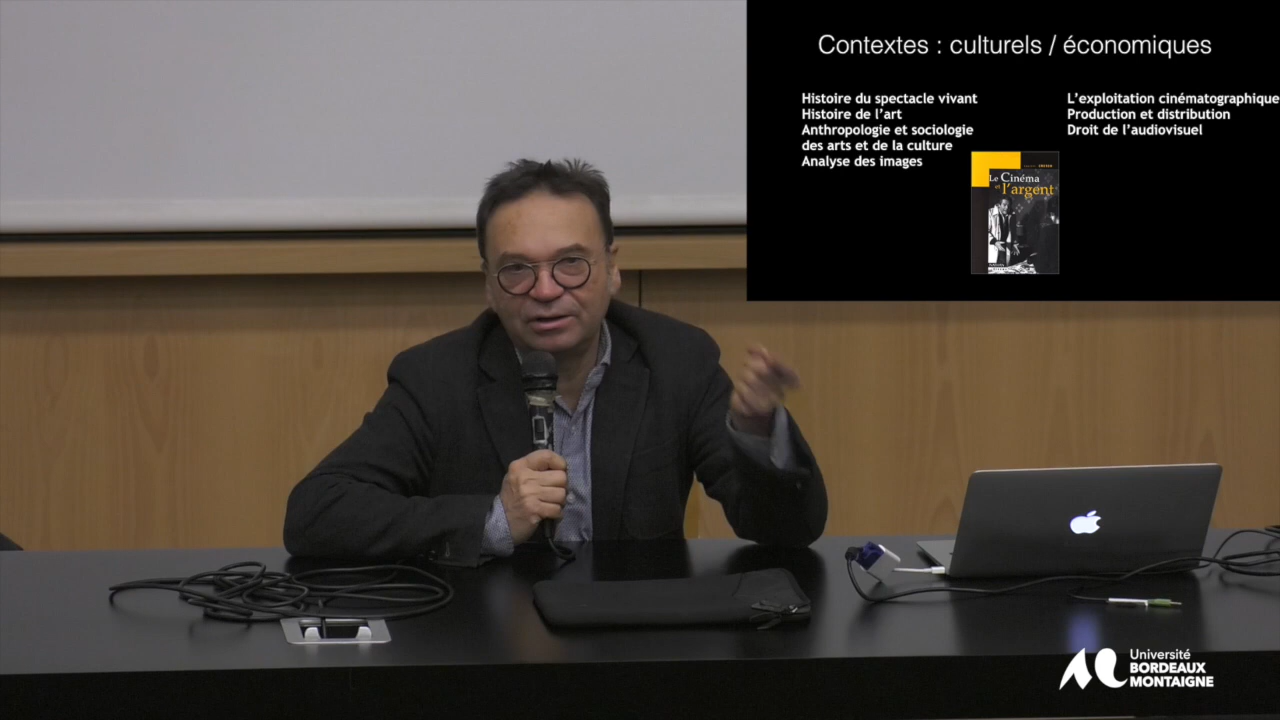 Contextes : culturels / économiques
Histoire du spectacle vivant
Histoire de l'art
Anthropologie et sociologie
des arts et de la culture
Analyse des images
L'exploitation cinématographique
Production et distribution
Droit de l'audiovisuel
Le Cinéma
et l'argent
Université
BORDEAUX
MONTAIGNE